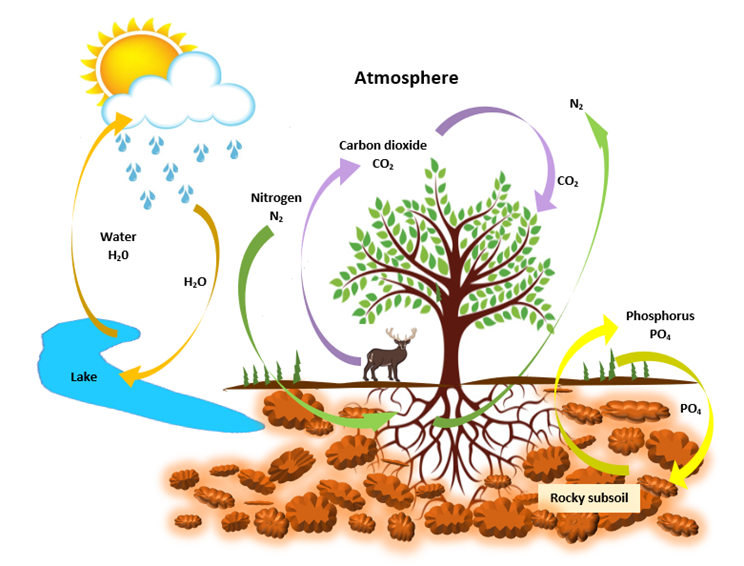 Atmosphere
N₂
Carbon dioxide
CO₂
CO₂
Nitrogen
N₂
Water
H₂0
H₂O
Phosphorus
PO₄
Lake
PO₄
Rocky subsoil